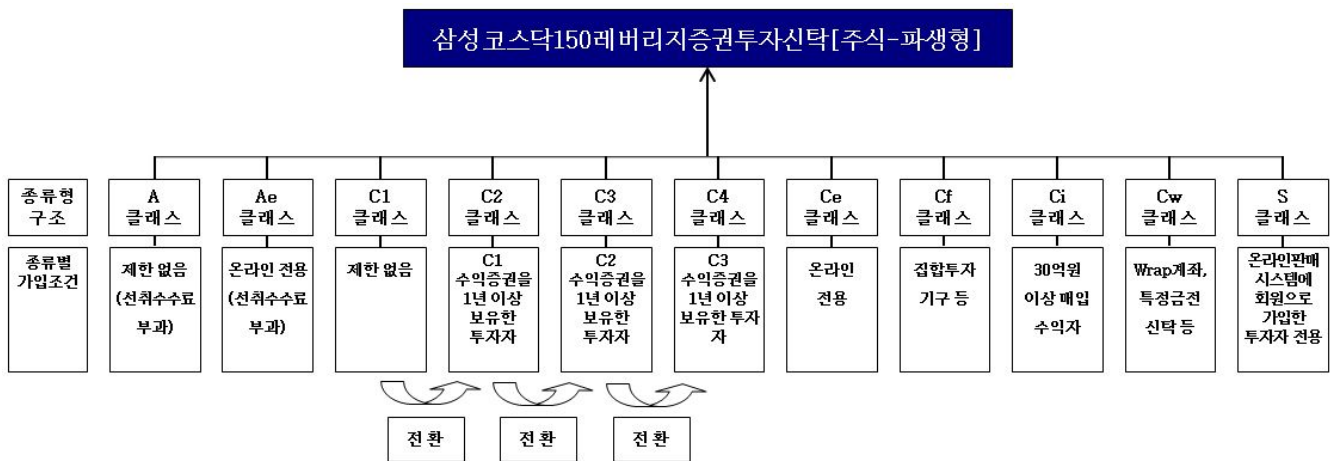 삼성코스닥150레버리지증권투자신탁[주식-파생형]
종류형
구조
A
클래스
Ae
클래스
C1
클래스
C2
클래스
C3
클래스
C4
클래스
Ce
클래스
Cf
클래스
Ci
클래스
Cw
클래스
S
클래스
종류별
가입조건
제한 없음
(선취수수료
부과)
온라인 전용
(선취수수료
부과)
제한 없음
C1
수익증권을
1년 이상
보유한
투자자
C2
수익증권을
1년 이상
보유한
투자자
C3
수익증권을
1년 이상
보유한 투자
자
온라인
전용
집합투자
기구 등
30억원
이상 매입
수익자
Wrap계좌,
특정금전
신탁 등
온라인판매
시스템에
회원으로
가입한
투자자 전용
전 환
전 환
전 환